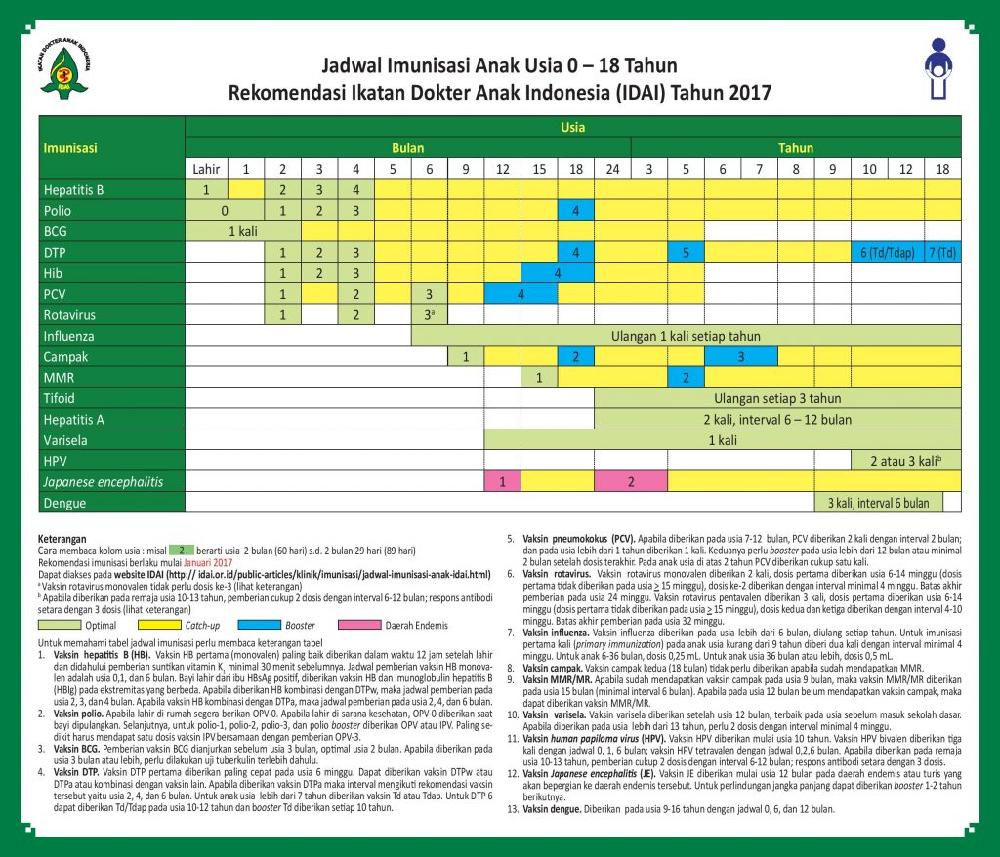 IKATAN DOKTER ANAK INDONESIA
IDAI
Jadwal Imunisasi Anak Usia 0 – 18 Tahun
Rekomendasi Ikatan Dokter Anak Indonesia (IDAI) Tahun 2017
Imunisasi
Usia
Bulan Tahun
Lahir 1 2 3 4 5 6 9 12 15 18 24 3 5 6 7 8 9 10 12 18
Hepatitis B 1 2 3 4
Polio 0 1 2 3 4
BCG 1 kali
DTP 1 2 3 4 5 6 (Td/Tdap) 7 (Td)
Hib 1 2 3 4
PCV 1 2 3 4
Rotavirus 1 2 3ᵃ
Influenza Ulangan 1 kali setiap tahun
Campak 1 2 3
MMR 1 2
Tifoid Ulangan setiap 3 tahun
Hepatitis A 2 kali, interval 6 – 12 bulan
Varisela 1 kali
HPV 2 atau 3 kaliᵇ
Japanese encephalitis 1 2
Dengue 3 kali, interval 6 bulan
Keterangan
Cara membaca kolom usia : misal 2 berarti usia 2 bulan (60 hari) s.d. 2 bulan 29 hari (89 hari)
Rekomendasi imunisasi berlaku mulai Januari 2017
Dapat diakses pada website IDAI (http:// idai.or.id/public-articles/klinik/imunisasi/jadwal-imunisasi-anak-idai.html)
ᵃ Vaksin rotavirus monovalen tidak perlu dosis ke-3 (lihat keterangan)
ᵇ Apabila diberikan pada remaja usia 10-13 tahun, pemberian cukup 2 dosis dengan interval 6-12 bulan; respons antibodi
setara dengan 3 dosis (lihat keterangan)
Optimal Catch-up Booster Daerah Endemis
Untuk memahami tabel jadwal imunisasi perlu membaca keterangan tabel
1. Vaksin hepatitis B (HB). Vaksin HB pertama (monovalen) paling baik diberikan dalam waktu 12 jam setelah lahir
dan didahului pemberian suntikan vitamin K, minimal 30 menit sebelumnya. Jadwal pemberian vaksin HB monova-
len adalah usia 0,1, dan 6 bulan. Bayi lahir dari ibu HBsAg positif, diberikan vaksin HB dan imunoglobulin hepatitis B
(HBIg) pada ekstremitas yang berbeda. Apabila diberikan HB kombinasi dengan DTPw, maka jadwal pemberian pada
usia 2, 3, dan 4 bulan. Apabila vaksin HB kombinasi dengan DTPa, maka jadwal pemberian pada usia 2, 4, dan 6 bulan.
2. Vaksin polio. Apabila lahir di rumah segera berikan OPV-0. Apabila lahir di sarana kesehatan, OPV-0 diberikan saat
bayi dipulangkan. Selanjutnya, untuk polio-1, polio-2, polio-3, dan polio booster diberikan OPV atau IPV. Paling se-
dikit harus mendapat satu dosis vaksin IPV bersamaan dengan pemberian OPV-3.
3. Vaksin BCG. Pemberian vaksin BCG dianjurkan sebelum usia 3 bulan, optimal usia 2 bulan. Apabila diberikan pada
usia 3 bulan atau lebih, perlu dilakukan uji tuberkulin terlebih dahulu.
4. Vaksin DTP. Vaksin DTP pertama diberikan paling cepat pada usia 6 minggu. Dapat diberikan vaksin DTPw atau
DTPa atau kombinasi dengan vaksin lain. Apabila diberikan vaksin DTPa maka interval mengikuti rekomendasi vaksin
tersebut yaitu usia 2, 4, dan 6 bulan. Untuk anak usia lebih dari 7 tahun diberikan vaksin Td atau Tdap. Untuk DTP 6
dapat diberikan Td/Tdap pada usia 10-12 tahun dan booster Td diberikan setiap 10 tahun.
5. Vaksin pneumokokus (PCV). Apabila diberikan pada usia 7-12 bulan, PCV diberikan 2 kali dengan interval 2 bulan;
dan pada usia lebih dari 1 tahun diberikan 1 kali. Keduanya perlu booster pada usia lebih dari 12 bulan atau minimal
2 bulan setelah dosis terakhir. Pada anak usia di atas 2 tahun PCV diberikan cukup satu kali.
6. Vaksin rotavirus. Vaksin rotavirus monovalen diberikan 2 kali, dosis pertama diberikan usia 6-14 minggu (dosis
pertama tidak diberikan pada usia ≥ 15 minggu), dosis ke-2 diberikan dengan interval minimal 4 minggu. Batas akhir
pemberian pada usia 24 minggu. Vaksin rotavirus pentavalen diberikan 3 kali, dosis pertama diberikan usia 6-14
minggu (dosis pertama tidak diberikan pada usia ≥ 15 minggu), dosis kedua dan ketiga diberikan dengan interval 4-10
minggu. Batas akhir pemberian pada usia 32 minggu.
7. Vaksin influenza. Vaksin influenza diberikan pada usia lebih dari 6 bulan, diulang setiap tahun. Untuk imunisasi
pertama kali (primary immunization) pada anak usia kurang dari 9 tahun diberi dua kali dengan interval minimal 4
minggu. Untuk anak 6-36 bulan, dosis 0,25 mL. Untuk anak usia 36 bulan atau lebih, dosis 0,5 mL.
8 Vaksin campak. Vaksin campak kedua (18 bulan) tidak perlu diberikan apabila sudah mendapatkan MMR.
9. Vaksin MMR/MR. Apabila sudah mendapatkan vaksin campak pada usia 9 bulan, maka vaksin MMR/MR diberikan
pada usia 15 bulan (minimal interval 6 bulan). Apabila pada usia 12 bulan belum mendapatkan vaksin campak, maka
dapat diberikan vaksin MMR/MR.
10. Vaksin varisela. Vaksin varisela diberikan setelah usia 12 bulan, terbaik pada usia sebelum masuk sekolah dasar.
Apabila diberikan pada usia lebih dari 13 tahun, perlu 2 dosis dengan interval minimal 4 minggu.
11. Vaksin human papiloma virus (HPV). Vaksin HPV diberikan mulai usia 10 tahun. Vaksin HPV bivalen diberikan tiga
kali dengan jadwal 0, 1, 6 bulan; vaksin HPV tetravalen dengan jadwal 0,2,6 bulan. Apabila diberikan pada remaja
usia 10-13 tahun, pemberian cukup 2 dosis dengan interval 6-12 bulan; respons antibodi setara dengan 3 dosis.
12. Vaksin Japanese encephalitis (JE). Vaksin JE diberikan mulai usia 12 bulan pada daerah endemis atau turis yang
akan bepergian ke daerah endemis tersebut. Untuk perlindungan jangka panjang dapat diberikan booster 1-2 tahun
berikutnya.
13. Vaksin dengue. Diberikan pada usia 9-16 tahun dengan jadwal 0, 6, dan 12 bulan.